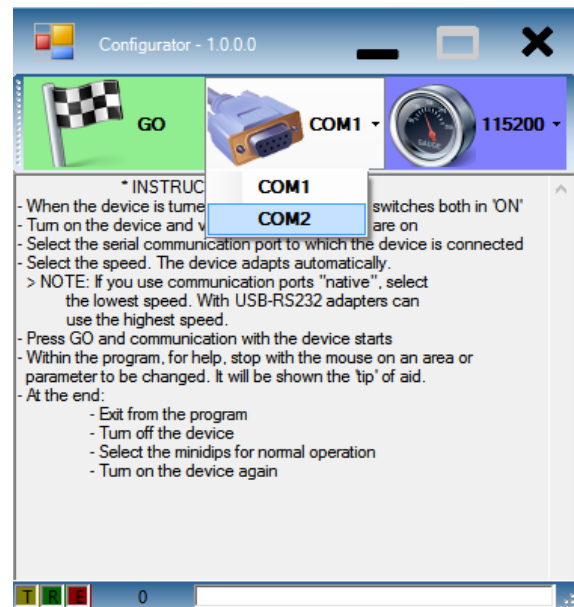 Configurator - 1.0.0.0
GO
COM1
115200
GAUGE
COM1
COM2
* INSTRUC
- When the device is turne switches both in 'ON'
- Turn on the device and v are on
- Select the serial communication port to which the device is connected
- Select the speed. The device adapts automatically.
> NOTE: If you use communication ports "native", select
the lowest speed. With USB-RS232 adapters can
use the highest speed.
- Press GO and communication with the device starts
- Within the program, for help, stop with the mouse on an area or
parameter to be changed. It will be shown the 'tip' of aid.
- At the end:
- Exit from the program
- Turn off the device
- Select the minidips for normal operation
- Turn on the device again
T R E 0